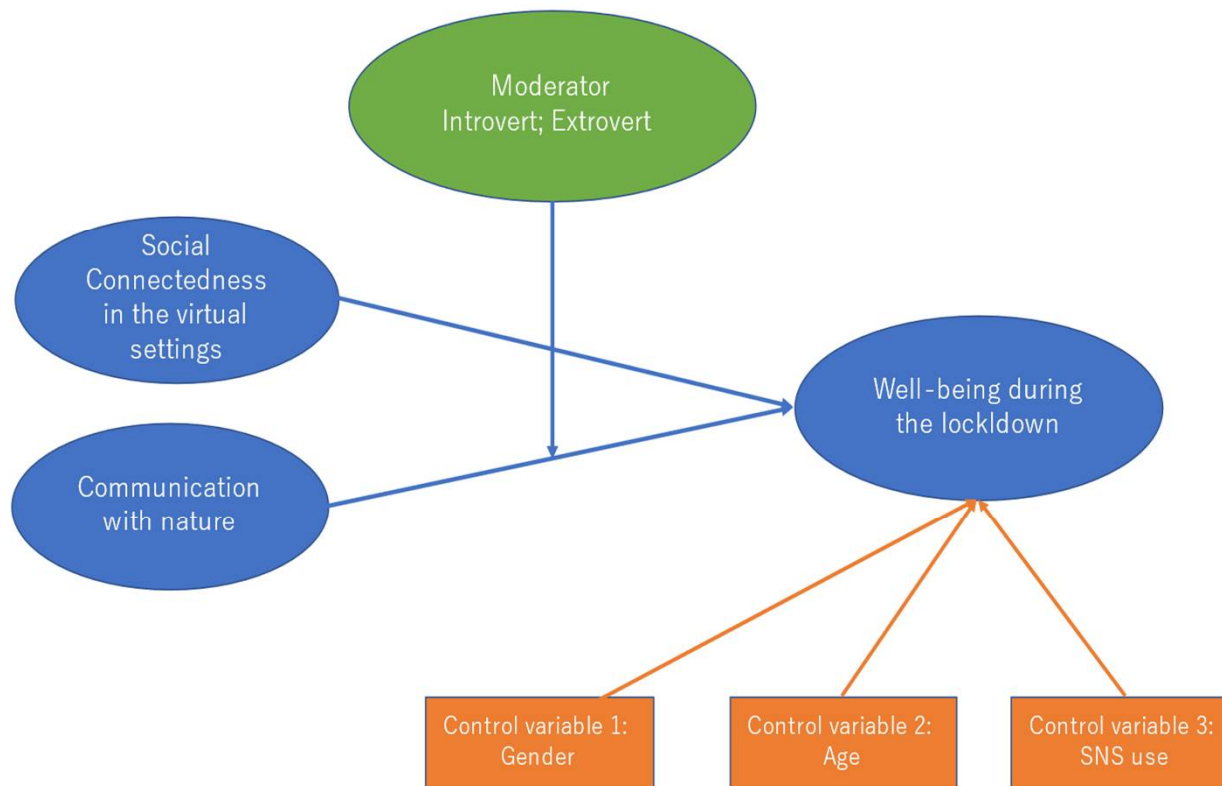 Moderator
Introvert; Extrovert
Social
Connectedness
in the virtual
settings
Well-being during
the lockldown
Communication
with nature
Control variable 1:
Gender
Control variable 2:
Age
Control variable 3:
SNS use